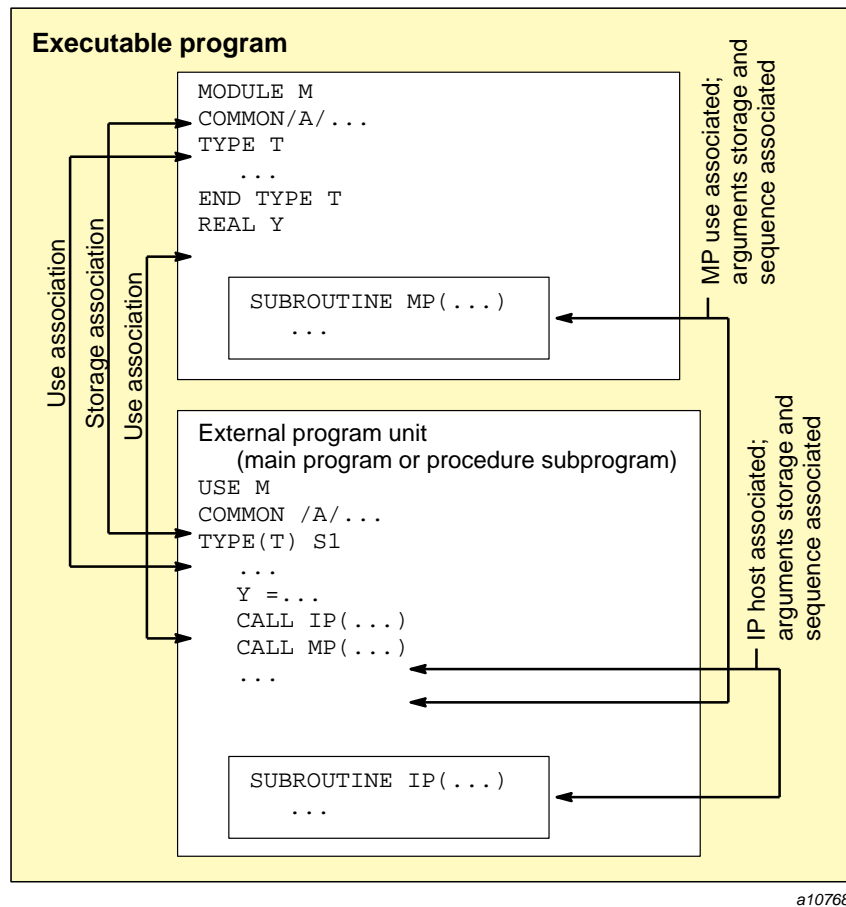 Executable program
MODULE M
COMMON/A/...
TYPE T
...
END TYPE T
REAL Y
SUBROUTINE MP(...)
...
Use association
Storage association
Use association
MP use associated;
arguments storage and
sequence associated
External program unit
(main program or procedure subprogram)
USE M
COMMON /A/...
TYPE(T) S1
...
Y =...
CALL IP(...)
CALL MP(...)
...
SUBROUTINE IP(...)
...
IP host associated;
arguments storage and
sequence associated
a10768